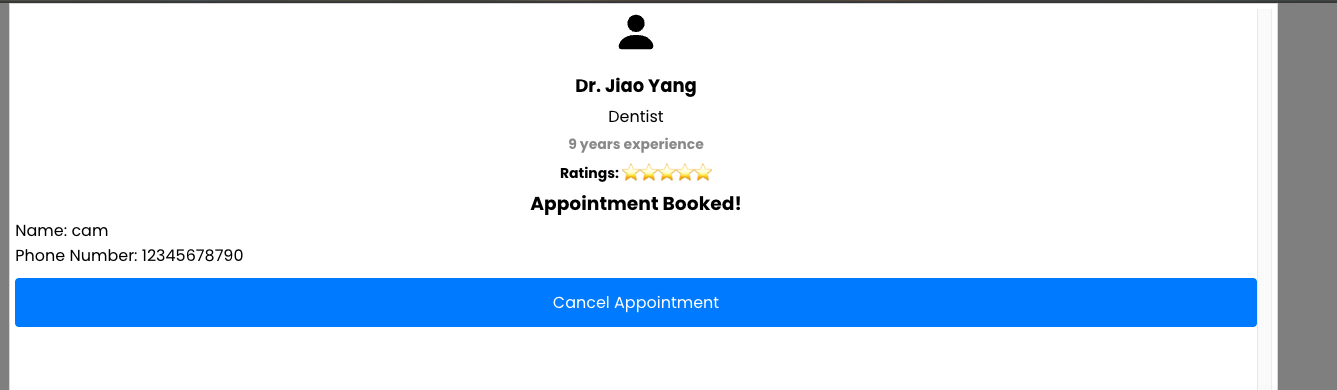 Dr. Jiao Yang
Dentist
9 years experience
Ratings: ⭐⭐⭐⭐⭐
Appointment Booked!
Name: cam
Phone Number: 12345678790
Cancel Appointment